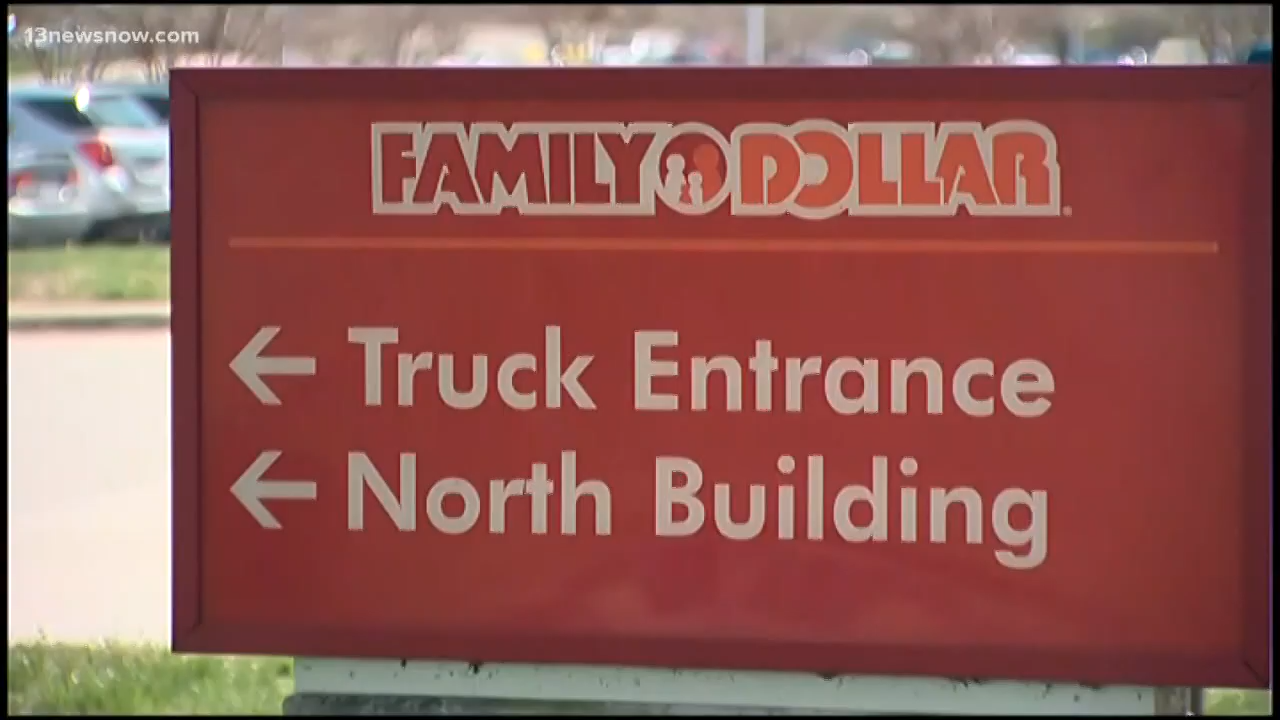 13newsnow.com
FAMILY DOLLAR
← Truck Entrance
← North Building